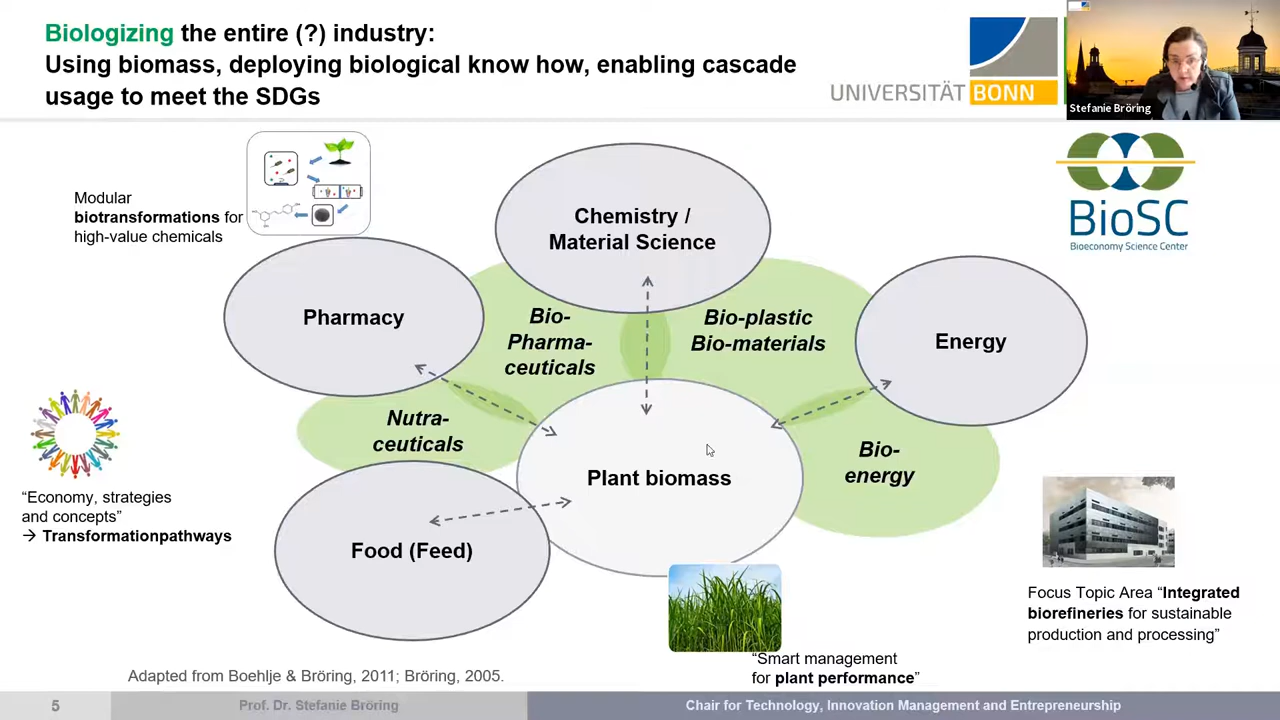 Biologizing the entire (?) industry:
Using biomass, deploying biological know how, enabling cascade
usage to meet the SDGs
UNIVERSITÄT BONN
Stefanie Bröring
BioSC
Bioeconomy Science Center
Modular
biotransformations for
high-value chemicals
Chemistry /
Material Science
Pharmacy
Bio-
Pharma-
ceuticals
Bio-plastic
Bio-materials
Energy
Nutra-
ceuticals
Plant biomass
Bio-
energy
“Economy, strategies
and concepts”
→ Transformationpathways
Food (Feed)
Focus Topic Area “Integrated
biorefineries for sustainable
production and processing”
“Smart management
for plant performance”
Adapted from Boehlje & Bröring, 2011; Bröring, 2005.
5
Prof. Dr. Stefanie Bröring
Chair for Technology, Innovation Management and Entrepreneurship